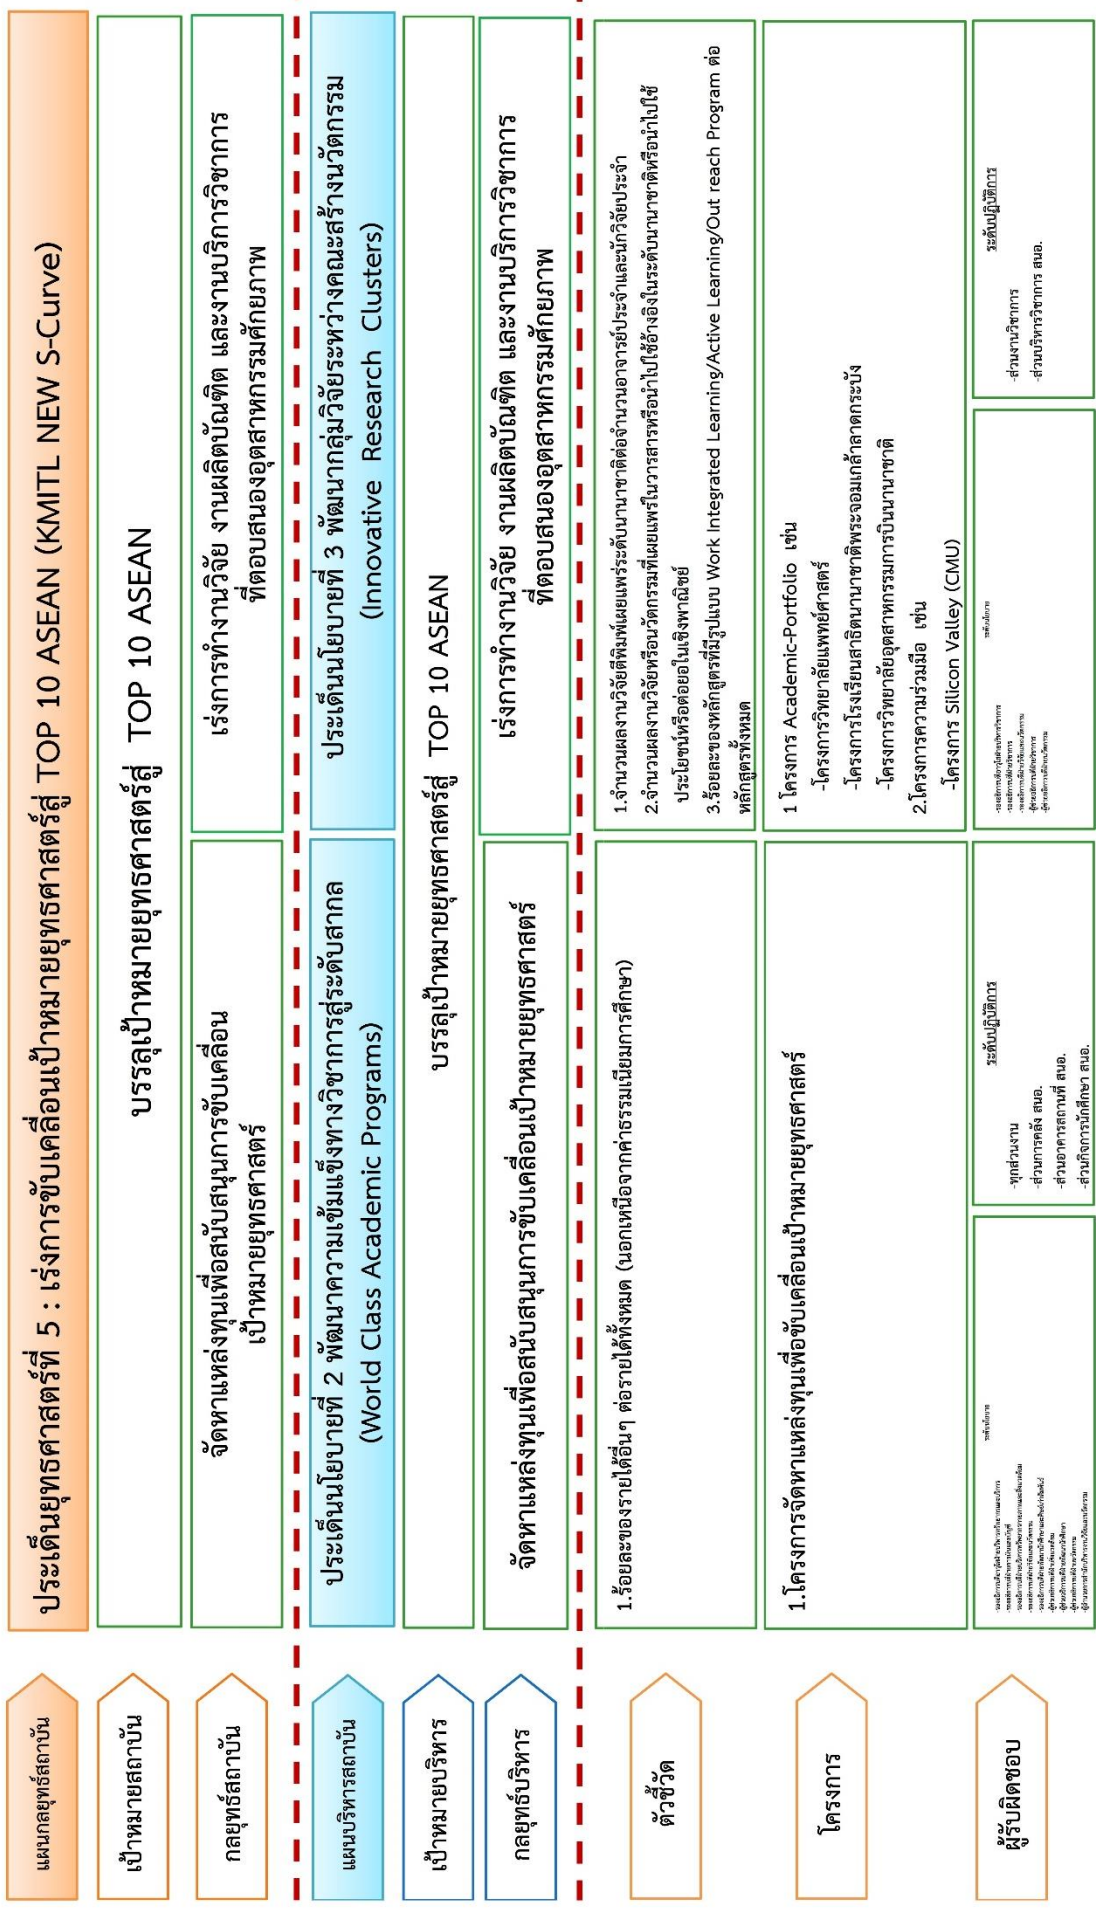 แผนกลยุทธ์สถาบัน
ประเด็นยุทธศาสตร์ที่ 5 : เร่งการขับเคลื่อนเป้าหมายยุทธศาสตร์สู่ TOP 10 ASEAN (KMITL NEW S-Curve)
เป้าหมายสถาบัน
บรรลุเป้าหมายยุทธศาสตร์สู่ TOP 10 ASEAN
กลยุทธ์สถาบัน
จัดหาแหล่งทุนเพื่อสนับสนุนการขับเคลื่อน
เป้าหมายยุทธศาสตร์
เร่งการทำงานวิจัย งานผลิตบัณฑิต และงานบริการวิชาการ
ที่ตอบสนองอุตสาหกรรมศักยภาพ
แผนบริหารสถาบัน
ประเด็นนโยบายที่ 2 พัฒนาความเข้มแข็งทางวิชาการสู่ระดับสากล
(World Class Academic Programs)
ประเด็นนโยบายที่ 3 พัฒนากลุ่มวิจัยระหว่างคณะสร้างนวัตกรรม
(Innovative Research Clusters)
เป้าหมายบริหาร
บรรลุเป้าหมายยุทธศาสตร์สู่ TOP 10 ASEAN
กลยุทธ์บริหาร
จัดหาแหล่งทุนเพื่อสนับสนุนการขับเคลื่อนเป้าหมายยุทธศาสตร์
เร่งการทำงานวิจัย งานผลิตบัณฑิต และงานบริการวิชาการ
ที่ตอบสนองอุตสาหกรรมศักยภาพ
ตัวชี้วัด
1.ร้อยละของรายได้อื่นๆ ต่อรายได้ทั้งหมด (นอกเหนือจากค่าธรรมเนียมการศึกษา)
1.จำนวนผลงานวิจัยตีพิมพ์เผยแพร่ระดับนานาชาติต่อจำนวนอาจารย์ประจำและนักวิจัยประจำ
2.จำนวนผลงานวิจัยหรือนวัตกรรมที่เผยแพร่ในวารสารหรือนำไปใช้อ้างอิงในระดับนานาชาติหรือนำไปใช้
ประโยชน์หรือต่อยอในเชิงพาณิชย์
3.ร้อยละของหลักสูตรที่มีรูปแบบ Work Integrated Learning/Active Learning/Out reach Program ต่อ
หลักสูตรทั้งหมด
โครงการ
1.โครงการจัดหาแหล่งทุนเพื่อขับเคลื่อนเป้าหมายยุทธศาสตร์
1 โครงการ Academic-Portfolio เช่น
-โครงการวิทยาลัยแพทย์ศาสตร์
-โครงการโรงเรียนสาธิตนานาชาติพระจอมเกล้าลาดกระบัง
-โครงการวิทยาลัยอุตสาหกรรมการบินนานาชาติ
2.โครงการความร่วมมือ เช่น
-โครงการ Silicon Valley (CMU)
ผู้รับผิดชอบ
ระดับนโยบาย
ระดับปฏิบัติการ
-ทุกส่วนงาน
-ส่วนการคลัง สนอ.
-ส่วนอาคารสถานที่ สนอ.
-ส่วนกิจการนักศึกษา สนอ.
ระดับนโยบาย
ระดับปฏิบัติการ
-ส่วนงานวิชาการ
-ส่วนบริหารวิชาการ สนอ.